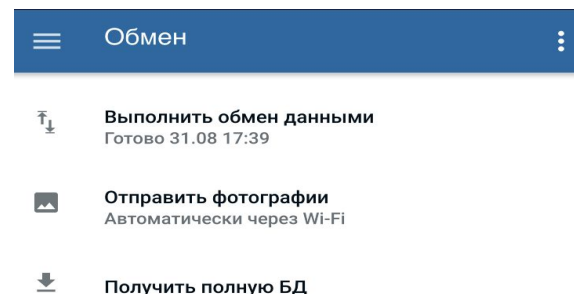 Обмен
Выполнить обмен данными
Готово 31.08 17:39
Отправить фотографии
Автоматически через Wi-Fi
Получить полную БД